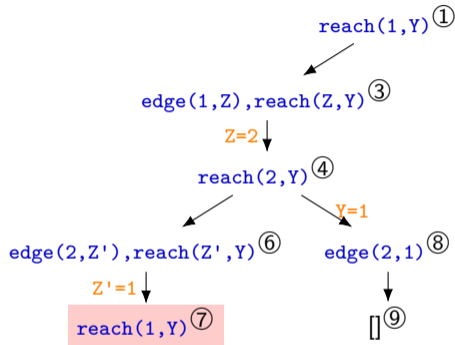 reach(1,Y)①
edge(1,Z),reach(Z,Y)③
Z=2
reach(2,Y)④
Y=1
edge(2,Z'),reach(Z',Y)⑥ edge(2,1)⑧
Z'=1
reach(1,Y)⑦ []⑨